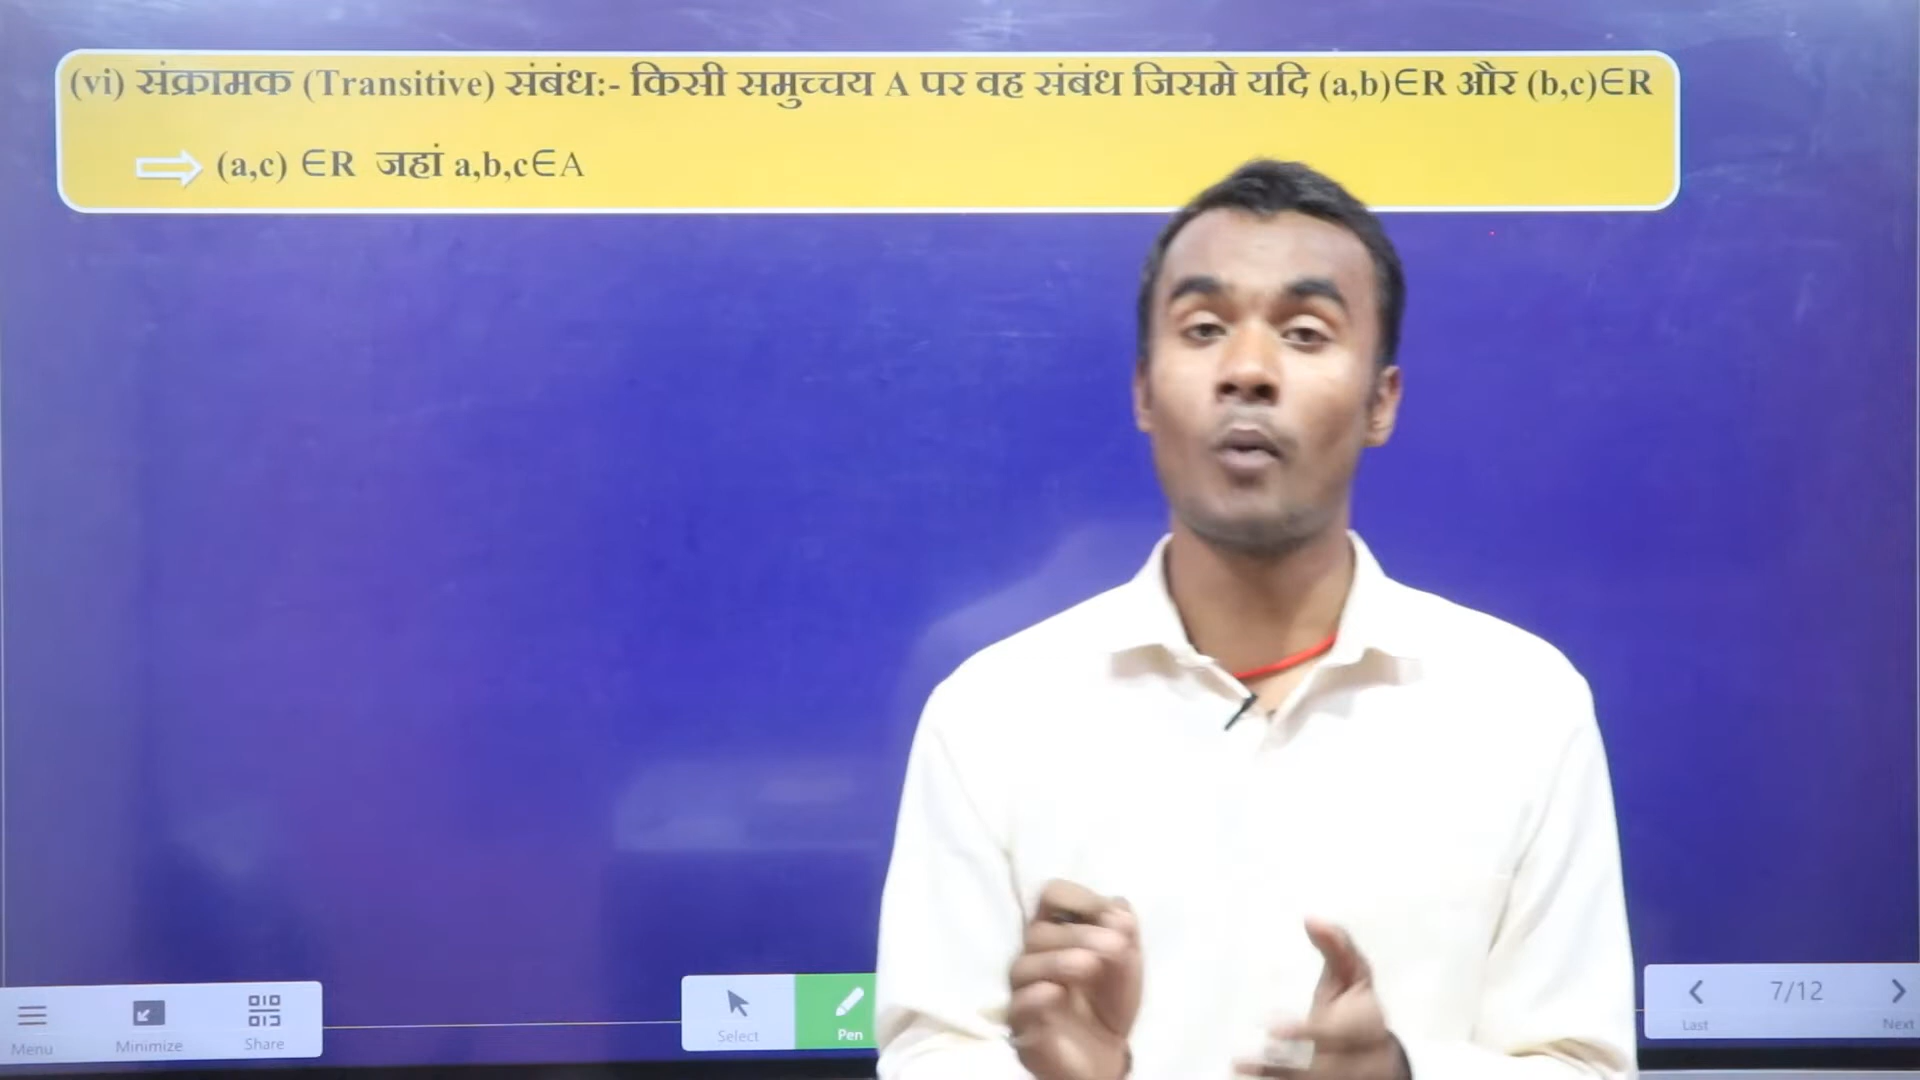 (vi) संक्रामक (Transitive) संबंध:- किसी समुच्चय A पर वह संबंध जिसमे यदि (a,b)∈R और (b,c)∈R
⇨ (a,c) ∈R जहां a,b,c∈A
Menu
Minimize
Share
Select
Pen
7/12
Last
Next